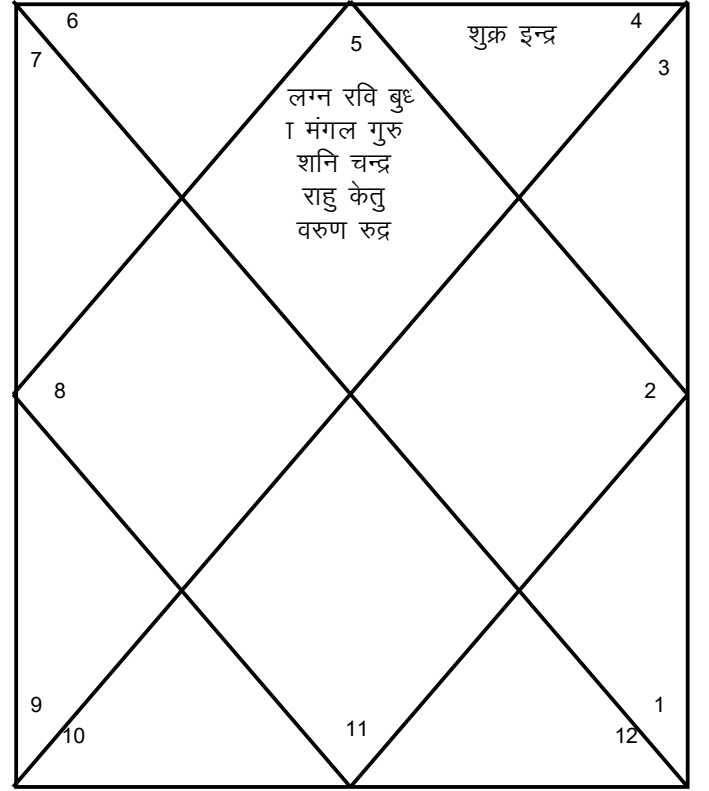 6
5
शुक्र इन्द्र
4
7
3
लग्न रवि बुध
ा मंगल गुरु
शनि चन्द्र
राहु केतु
वरुण रुद्र
8
2
9
1
10
11
12